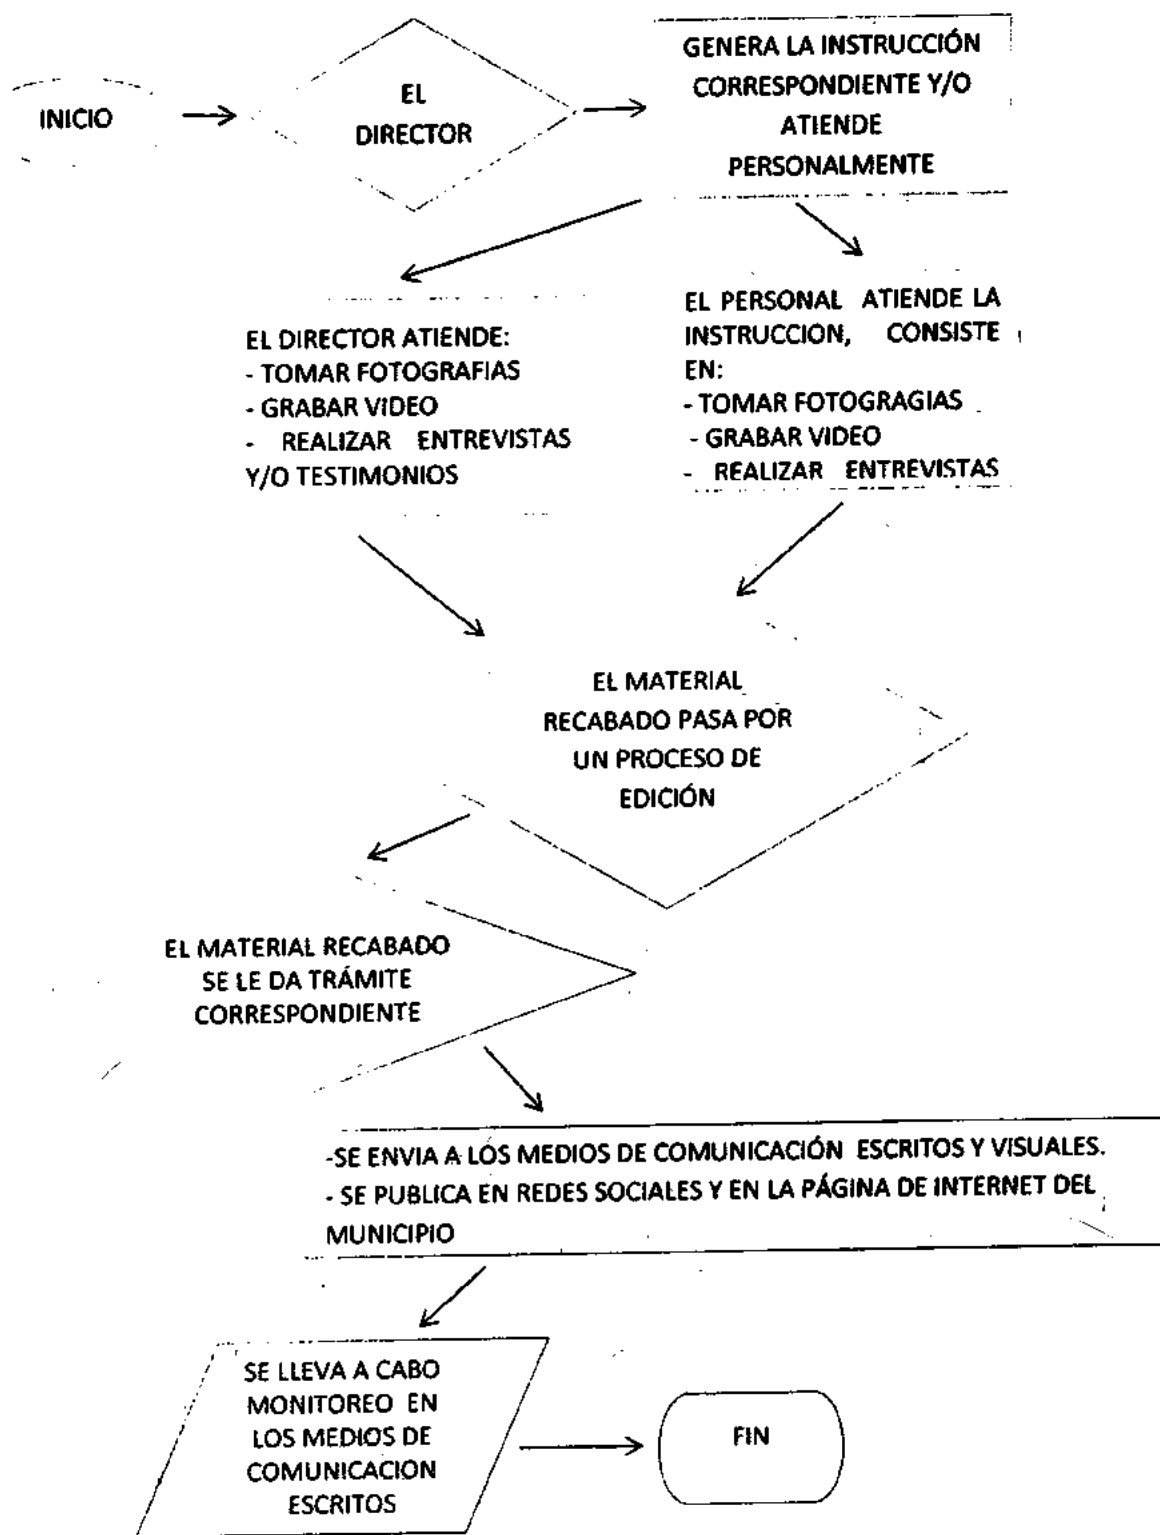 INICIO
EL
DIRECTOR
GENERA LA INSTRUCCIÓN
CORRESPONDIENTE Y/O
ATIENDE
PERSONALMENTE
EL DIRECTOR ATIENDE:
- TOMAR FOTOGRAFIAS
- GRABAR VIDEO
- REALIZAR ENTREVISTAS
Y/O TESTIMONIOS
EL PERSONAL ATIENDE LA
INSTRUCCION, CONSISTE
EN:
- TOMAR FOTOGRAGIAS
- GRABAR VIDEO
- REALIZAR ENTREVISTAS
EL MATERIAL
RECABADO PASA POR
UN PROCESO DE
EDICIÓN
EL MATERIAL RECABADO
SE LE DA TRÁMITE
CORRESPONDIENTE
-SE ENVIA A LOS MEDIOS DE COMUNICACIÓN ESCRITOS Y VISUALES.
- SE PUBLICA EN REDES SOCIALES Y EN LA PÁGINA DE INTERNET DEL
MUNICIPIO
SE LLEVA A CABO
MONITOREO EN
LOS MEDIOS DE
COMUNICACION
ESCRITOS
FIN